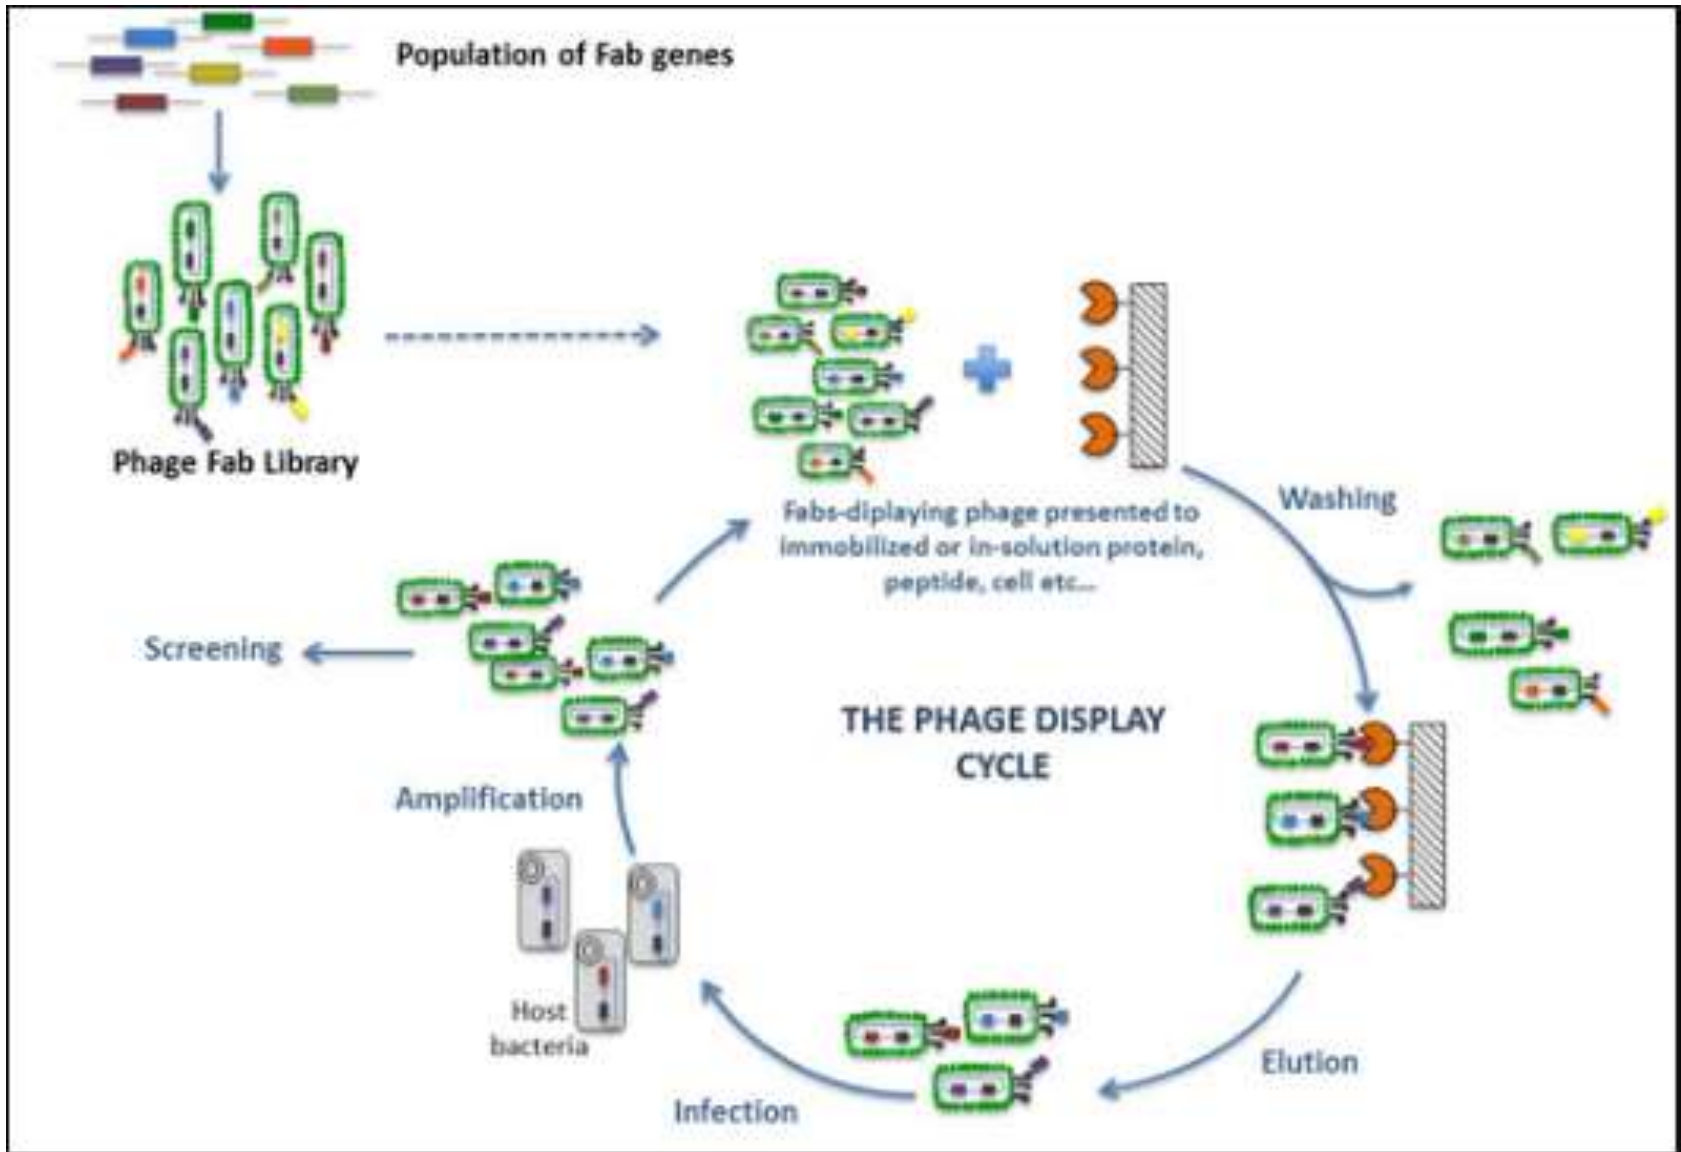 Population of Fab genes
Phage Fab Library
Fabs-diplaying phage presented to
immobilized or in-solution protein,
peptide, cell etc...
Washing
Screening
THE PHAGE DISPLAY
CYCLE
Amplification
Host
bacteria
Elution
Infection